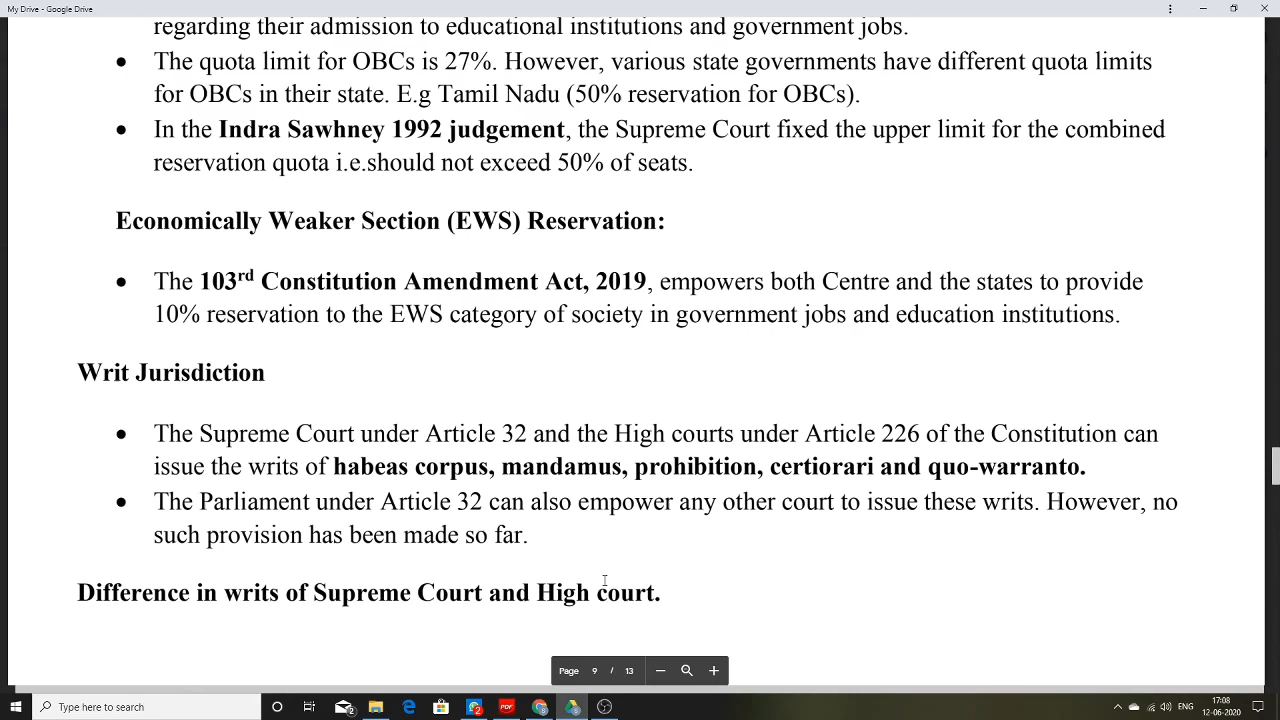 My Drive - Google Drive
regarding their admission to educational institutions and government jobs.
• The quota limit for OBCs is 27%. However, various state governments have different quota limits
for OBCs in their state. E.g Tamil Nadu (50% reservation for OBCs).
• In the Indra Sawhney 1992 judgement, the Supreme Court fixed the upper limit for the combined
reservation quota i.e.should not exceed 50% of seats.
Economically Weaker Section (EWS) Reservation:
• The 103rd Constitution Amendment Act, 2019, empowers both Centre and the states to provide
10% reservation to the EWS category of society in government jobs and education institutions.
Writ Jurisdiction
• The Supreme Court under Article 32 and the High courts under Article 226 of the Constitution can
issue the writs of habeas corpus, mandamus, prohibition, certiorari and quo-warranto.
• The Parliament under Article 32 can also empower any other court to issue these writs. However, no
such provision has been made so far.
Difference in writs of Supreme Court and High court.
Page 9 / 13
Type here to search
17:08
12-06-2020